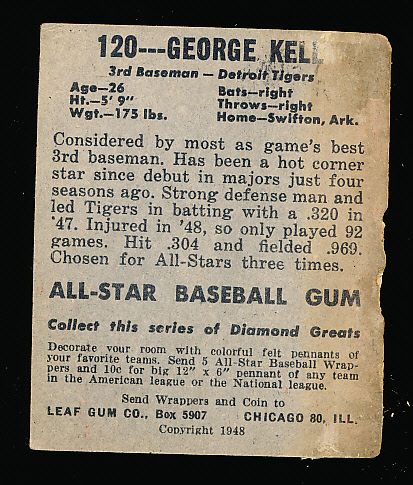 120---GEORGE KEL
3rd Baseman — Detroit Tigers
Age—26 Bats—right
Ht.—5' 9" Throws—right
Wgt.—175 lbs. Home—Swifton, Ark.
Considered by most as game's best
3rd baseman. Has been a hot corner
star since debut in majors just four
seasons ago. Strong defense man and
led Tigers in batting with a .320 in
'47. Injured in '48, so only played 92
games. Hit .304 and fielded .969.
Chosen for All-Stars three times.
ALL-STAR BASEBALL GUM
Collect this series of Diamond Greats
Decorate your room with colorful felt pennants of
your favorite teams. Send 5 All-Star Baseball Wrap-
pers and 10c for big 12" x 6" pennant of any team
in the American league or the National league.
Send Wrappers and Coin to
LEAF GUM CO., Box 5907 CHICAGO 80, ILL.
Copyright 1948